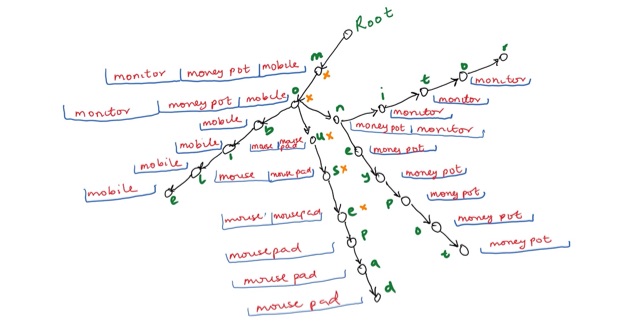 Root
m
monitor money pot mobile
x
o
monitor money pot mobile
x
r
o
t
i
n
monitor
monitor
monitor
money pot monitor
b
mobile
i
mobile
l
mobile
e
mobile
u x
mouse mouse pad
s x
mouse mouse pad
e x
mouse mousepad
p
mousepad
a
mouse pad
d
mouse pad
e
money pot
y
money pot
p
money pot
o
money pot
t
money pot